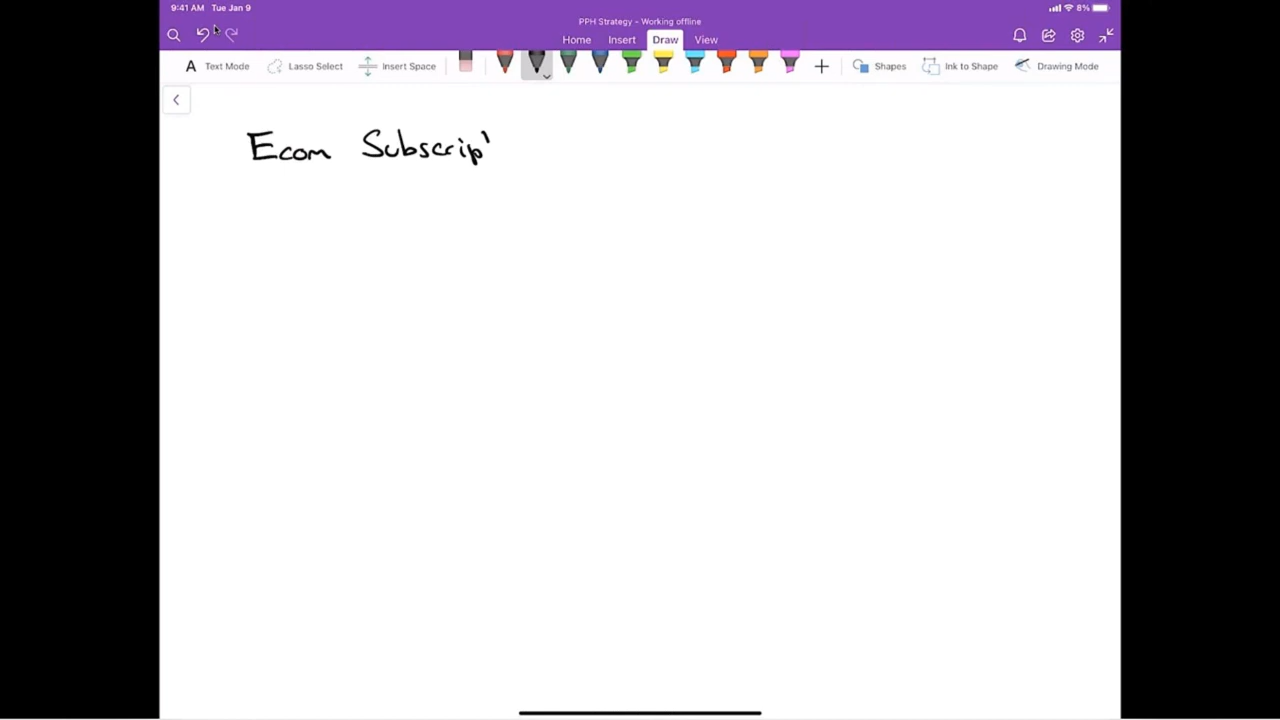 9:41 AM Tue Jan 9
8%
PPH Strategy – Working offline
Home Insert Draw View
A Text Mode Lasso Select Insert Space Shapes Ink to Shape Drawing Mode
Ecom Subscrip'